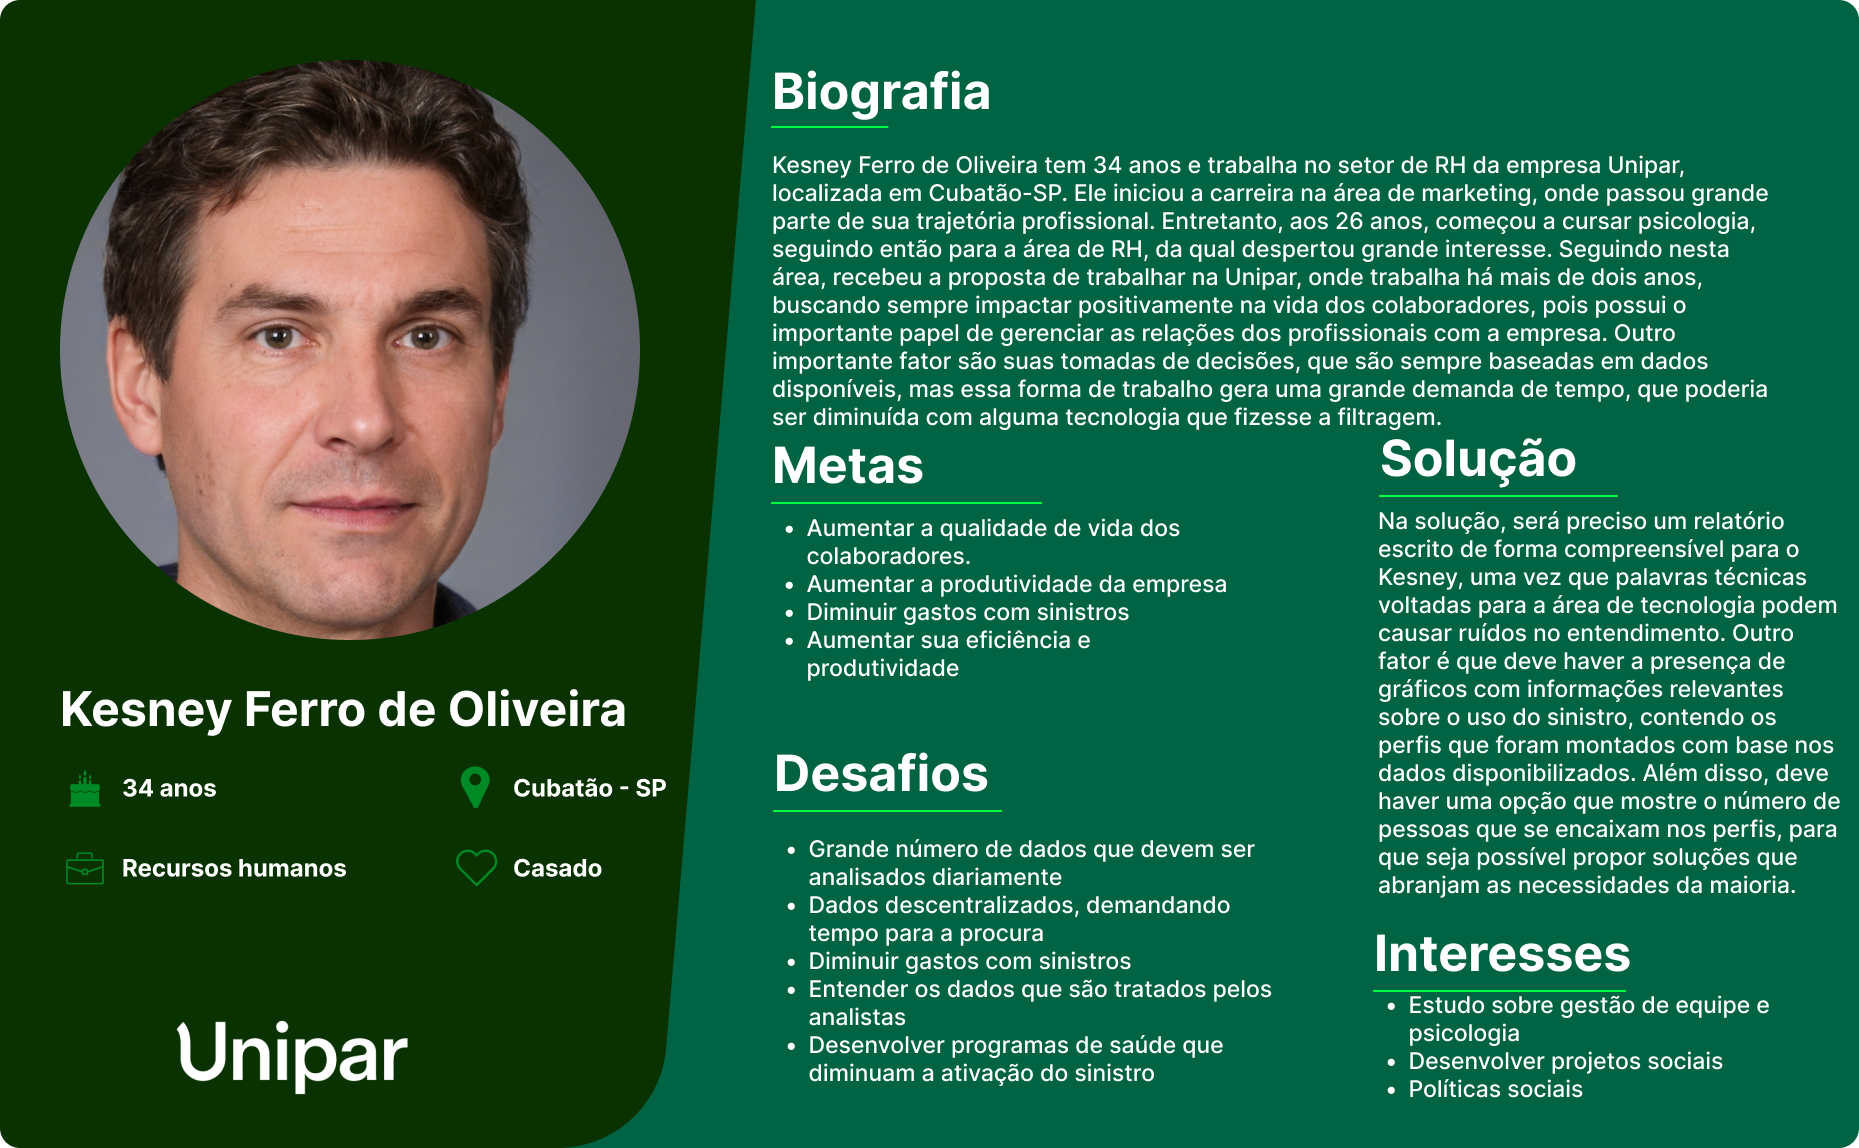 Kesney Ferro de Oliveira
34 anos
Cubatão - SP
Recursos humanos
Casado
Unipar
Biografia
Kesney Ferro de Oliveira tem 34 anos e trabalha no setor de RH da empresa Unipar,
localizada em Cubatão-SP. Ele iniciou a carreira na área de marketing, onde passou grande
parte de sua trajetória profissional. Entretanto, aos 26 anos, começou a cursar psicologia,
seguindo então para a área de RH, da qual despertou grande interesse. Seguindo nesta
área, recebeu a proposta de trabalhar na Unipar, onde trabalha há mais de dois anos,
buscando sempre impactar positivamente na vida dos colaboradores, pois possui o
importante papel de gerenciar as relações dos profissionais com a empresa. Outro
importante fator são suas tomadas de decisões, que são sempre baseadas em dados
disponíveis, mas essa forma de trabalho gera uma grande demanda de tempo, que poderia
ser diminuída com alguma tecnologia que fizesse a filtragem.
Metas
• Aumentar a qualidade de vida dos
colaboradores.
• Aumentar a produtividade da empresa
• Diminuir gastos com sinistros
• Aumentar sua eficiência e
produtividade
Desafios
• Grande número de dados que devem ser
analisados diariamente
• Dados descentralizados, demandando
tempo para a procura
• Diminuir gastos com sinistros
• Entender os dados que são tratados pelos
analistas
• Desenvolver programas de saúde que
diminuam a ativação do sinistro
Solução
Na solução, será preciso um relatório
escrito de forma compreensível para o
Kesney, uma vez que palavras técnicas
voltadas para a área de tecnologia podem
causar ruídos no entendimento. Outro
fator é que deve haver a presença de
gráficos com informações relevantes
sobre o uso do sinistro, contendo os
perfis que foram montados com base nos
dados disponibilizados. Além disso, deve
haver uma opção que mostre o número de
pessoas que se encaixam nos perfis, para
que seja possível propor soluções que
abranjam as necessidades da maioria.
Interesses
• Estudo sobre gestão de equipe e
psicologia
• Desenvolver projetos sociais
• Políticas sociais